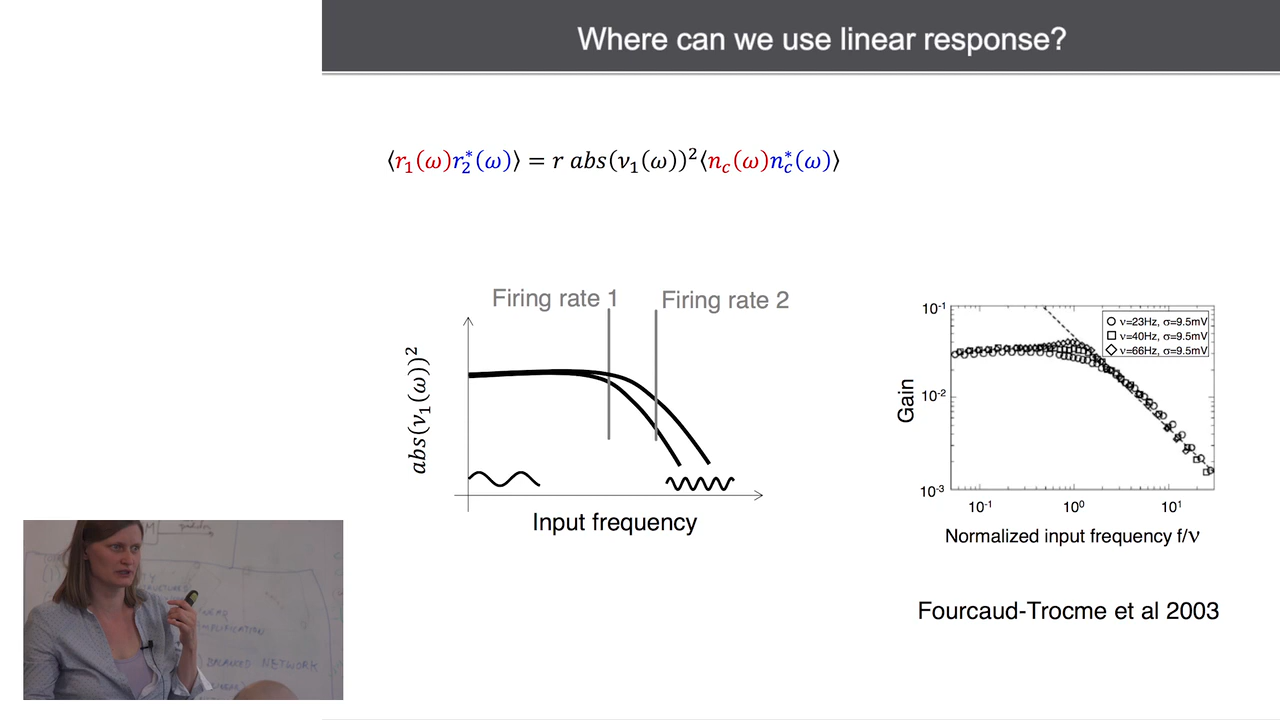 Where can we use linear response?
⟨r₁(ω)r₂*(ω)⟩ = r abs(ν₁(ω))²⟨n_c(ω)n_c*(ω)⟩
Firing rate 1
Firing rate 2
abs(ν₁(ω))²
Input frequency
10⁻¹
10⁻²
10⁻³
Gain
ν=23Hz, σ=9.5mV
ν=40Hz, σ=9.5mV
ν=66Hz, σ=9.5mV
10⁻¹
10⁰
10¹
Normalized input frequency f/ν
Fourcaud-Trocme et al 2003
BALANCED NETWORK